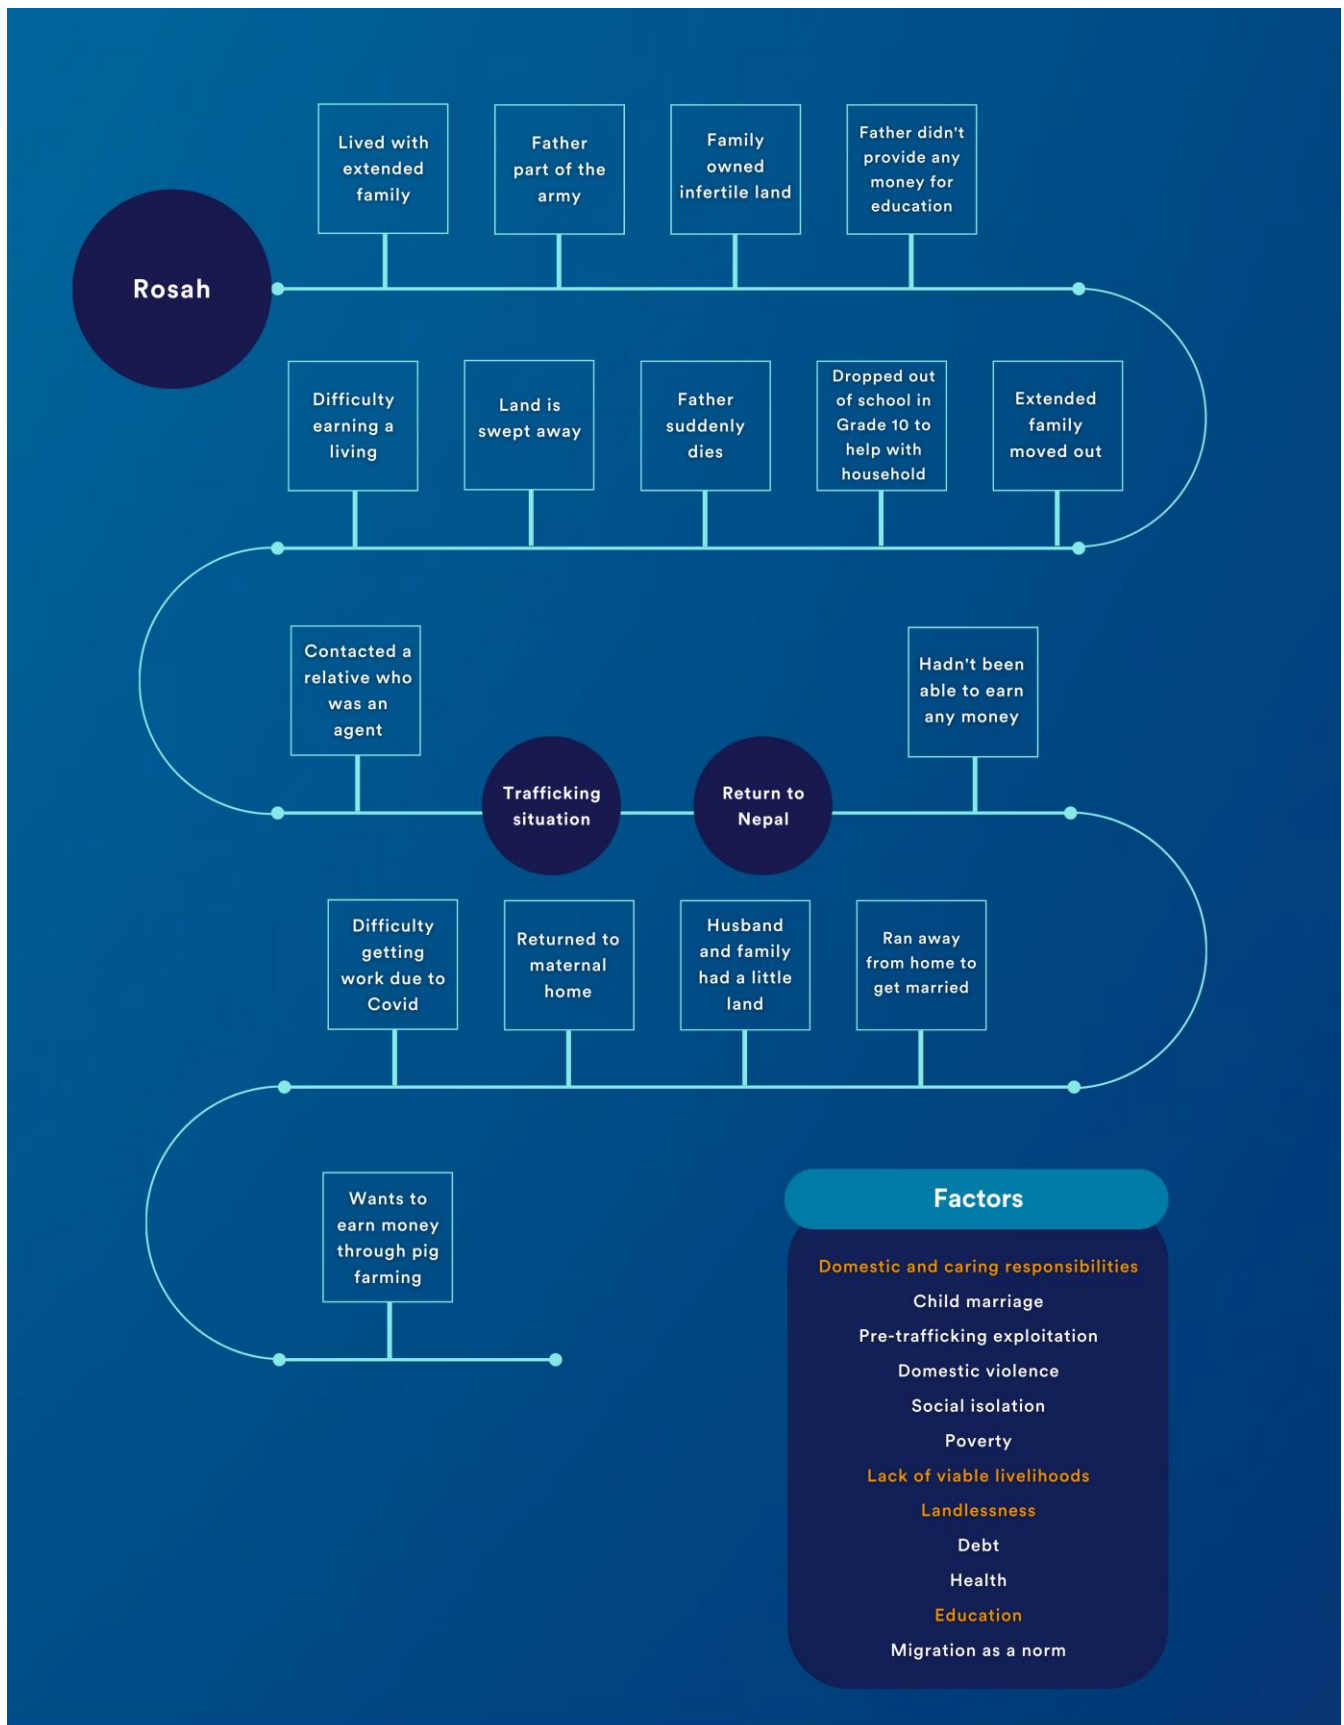 Lived with
extended
family
Father
part of the
army
Family
owned
infertile land
Father didn't
provide any
money for
education
Rosah
Difficulty
earning a
living
Land is
swept away
Father
suddenly
dies
Dropped out
of school in
Grade 10 to
help with
household
Extended
family
moved out
Contacted a
relative who
was an
agent
Trafficking
situation
Return to
Nepal
Hadn't been
able to earn
any money
Difficulty
getting
work due to
Covid
Returned to
maternal
home
Husband
and family
had a little
land
Ran away
from home to
get married
Wants to
earn money
through pig
farming
Factors
Domestic and caring responsibilities
Child marriage
Pre-trafficking exploitation
Domestic violence
Social isolation
Poverty
Lack of viable livelihoods
Landlessness
Debt
Health
Education
Migration as a norm